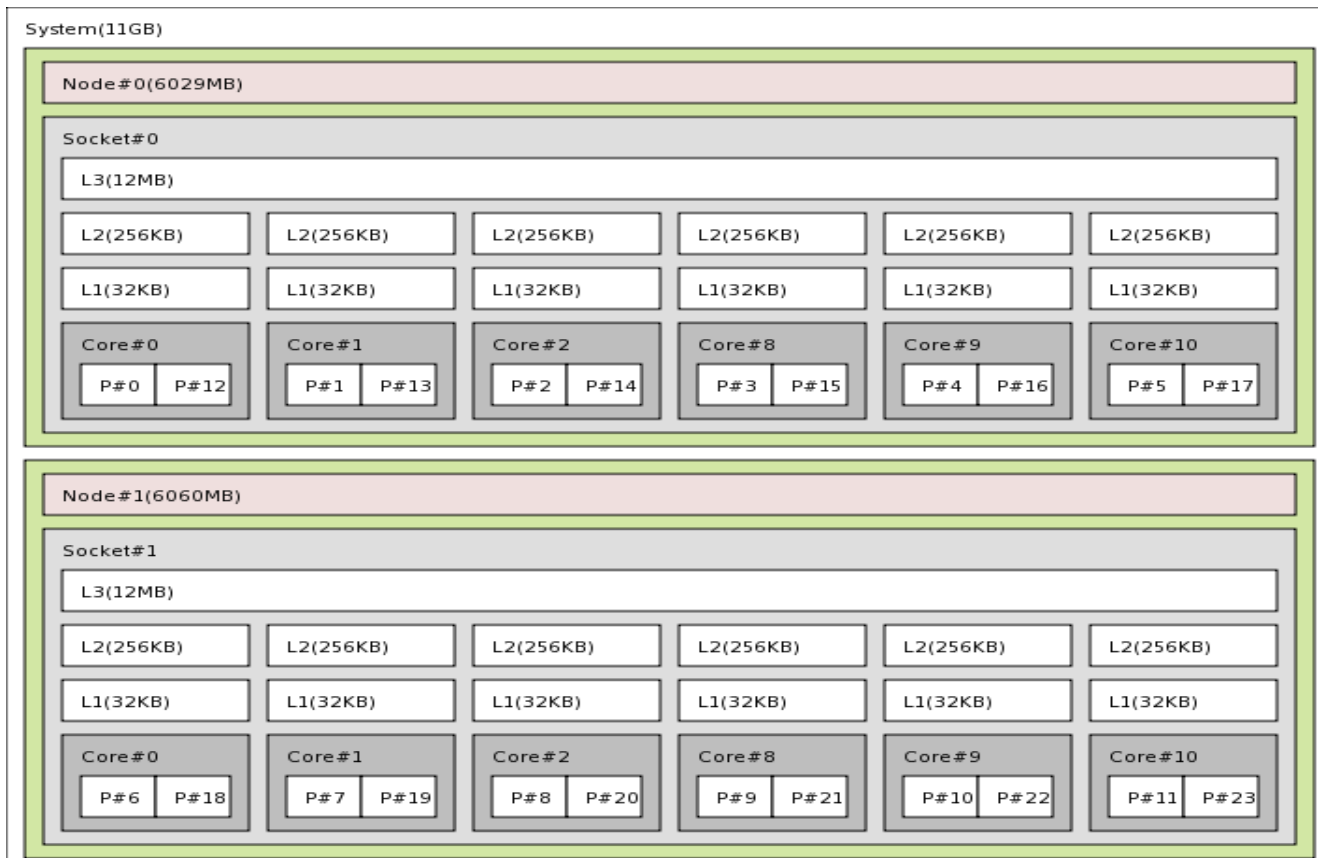 System(11GB)
Node#0(6029MB)
Socket#0
L3(12MB)
L2(256KB) L2(256KB) L2(256KB) L2(256KB) L2(256KB) L2(256KB)
L1(32KB) L1(32KB) L1(32KB) L1(32KB) L1(32KB) L1(32KB)
Core#0 Core#1 Core#2 Core#8 Core#9 Core#10
P#0 P#12 P#1 P#13 P#2 P#14 P#3 P#15 P#4 P#16 P#5 P#17
Node#1(6060MB)
Socket#1
L3(12MB)
L2(256KB) L2(256KB) L2(256KB) L2(256KB) L2(256KB) L2(256KB)
L1(32KB) L1(32KB) L1(32KB) L1(32KB) L1(32KB) L1(32KB)
Core#0 Core#1 Core#2 Core#8 Core#9 Core#10
P#6 P#18 P#7 P#19 P#8 P#20 P#9 P#21 P#10 P#22 P#11 P#23